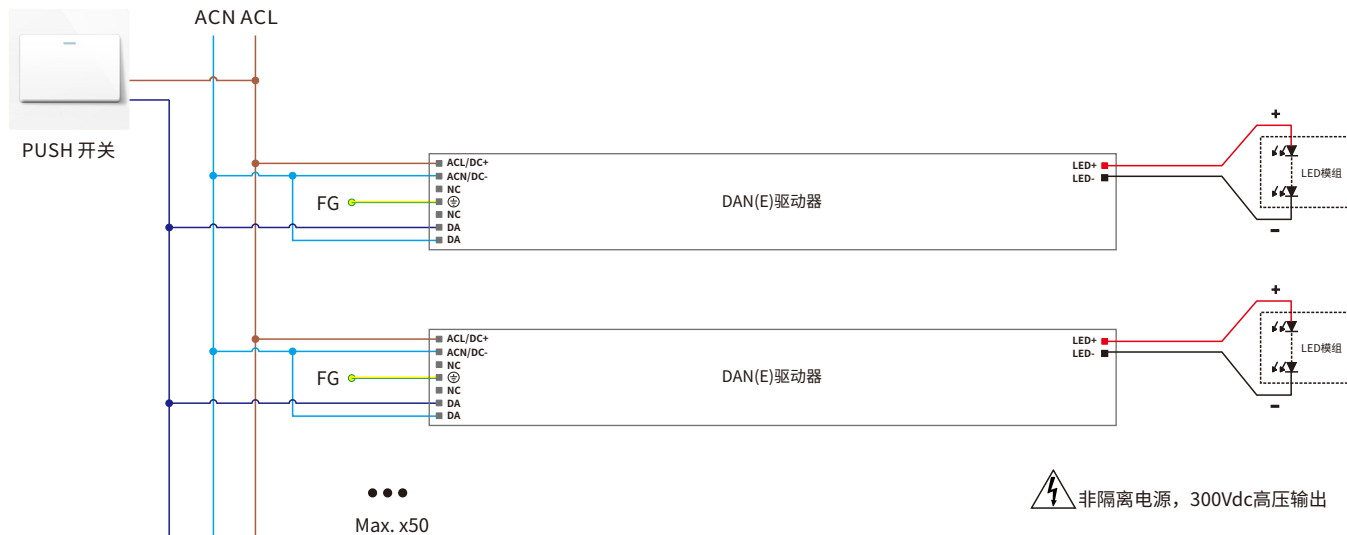 ACN ACL
PUSH 开关
ACL/DC+
ACN/DC-
NC
FG
NC
DA
DA
DAN(E)驱动器
LED+
LED-
+
LED模组
-
ACL/DC+
ACN/DC-
NC
FG
NC
DA
DA
DAN(E)驱动器
LED+
LED-
+
LED模组
-
•••
Max. x50
非隔离电源，300Vdc高压输出